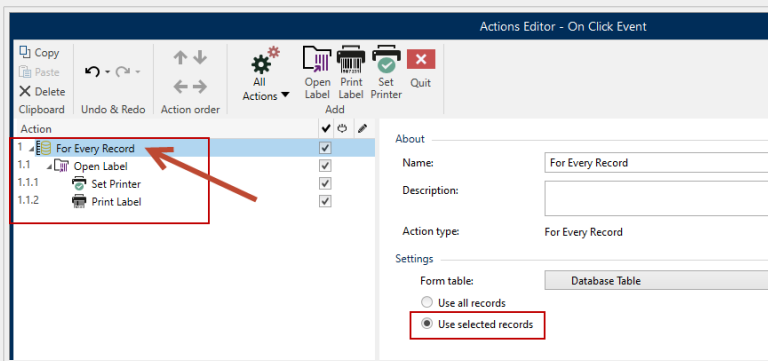 Actions Editor - On Click Event
Copy
Paste
Delete
Clipboard
Undo & Redo
Action order
All
Actions
Open
Label
Print
Label
Set
Printer
Quit
Add
Action
1 For Every Record
1.1 Open Label
1.1.1 Set Printer
1.1.2 Print Label
About
Name: For Every Record
Description:
Action type: For Every Record
Settings
Form table: Database Table
Use all records
Use selected records